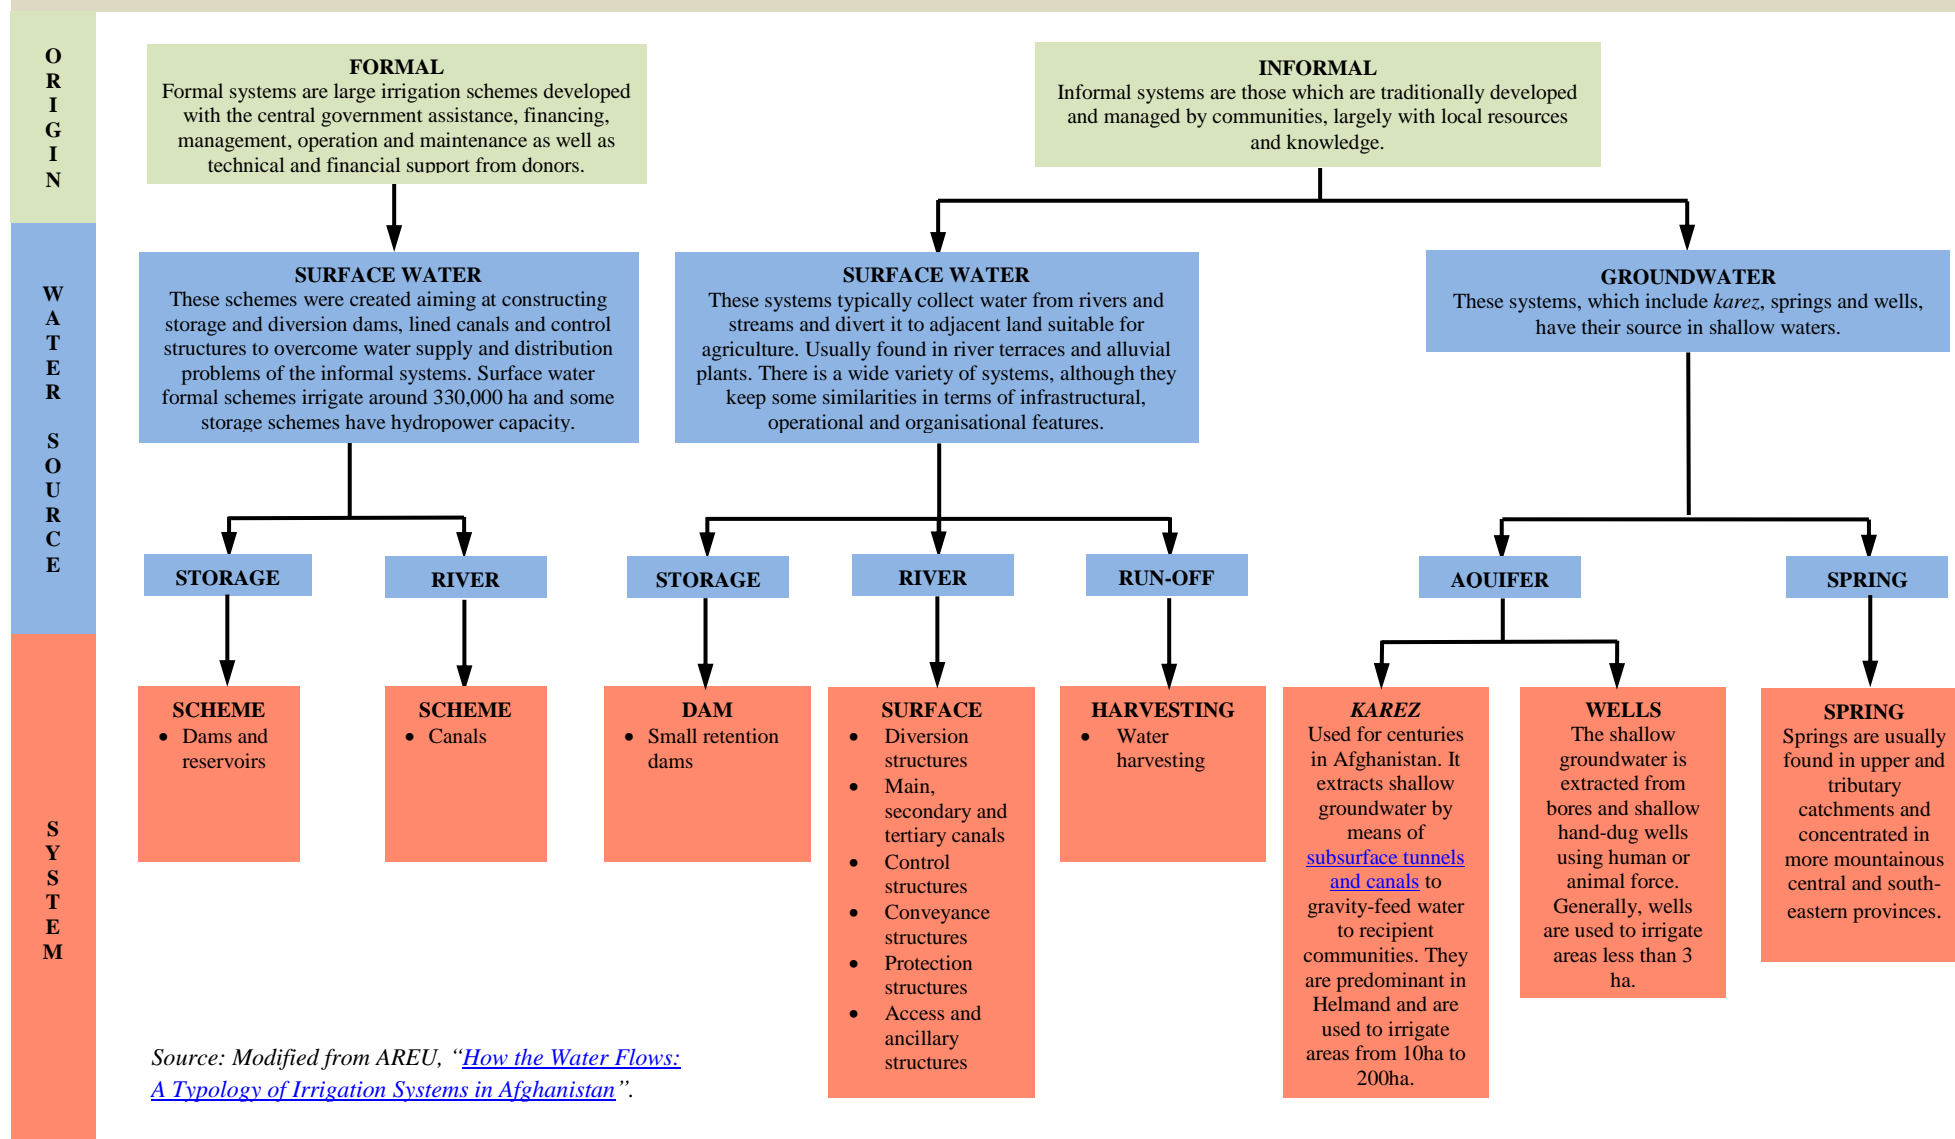 ORIGIN
FORMAL
Formal systems are large irrigation schemes developed
with the central government assistance, financing,
management, operation and maintenance as well as
technical and financial support from donors.
INFORMAL
Informal systems are those which are traditionally developed
and managed by communities, largely with local resources
and knowledge.
WATER SOURCE
SURFACE WATER
These schemes were created aiming at constructing
storage and diversion dams, lined canals and control
structures to overcome water supply and distribution
problems of the informal systems. Surface water
formal schemes irrigate around 330,000 ha and some
storage schemes have hydropower capacity.
SURFACE WATER
These systems typically collect water from rivers and
streams and divert it to adjacent land suitable for
agriculture. Usually found in river terraces and alluvial
plants. There is a wide variety of systems, although they
keep some similarities in terms of infrastructural,
operational and organisational features.
GROUNDWATER
These systems, which include karez, springs and wells,
have their source in shallow waters.
STORAGE
RIVER
STORAGE
RIVER
RUN-OFF
AOUIFER
SPRING
SYSTEM
SCHEME
• Dams and
reservoirs
SCHEME
• Canals
DAM
• Small retention
dams
SURFACE
• Diversion
structures
• Main,
secondary and
tertiary canals
• Control
structures
• Conveyance
structures
• Protection
structures
• Access and
ancillary
structures
HARVESTING
• Water
harvesting
KAREZ
Used for centuries
in Afghanistan. It
extracts shallow
groundwater by
means of
subsurface tunnels
and canals to
gravity-feed water
to recipient
communities. They
are predominant in
Helmand and are
used to irrigate
areas from 10ha to
200ha.
WELLS
The shallow
groundwater is
extracted from
bores and shallow
hand-dug wells
using human or
animal force.
Generally, wells
are used to irrigate
areas less than 3
ha.
SPRING
Springs are usually
found in upper and
tributary
catchments and
concentrated in
more mountainous
central and south-
eastern provinces.
Source: Modified from AREU, “How the Water Flows:
A Typology of Irrigation Systems in Afghanistan”.